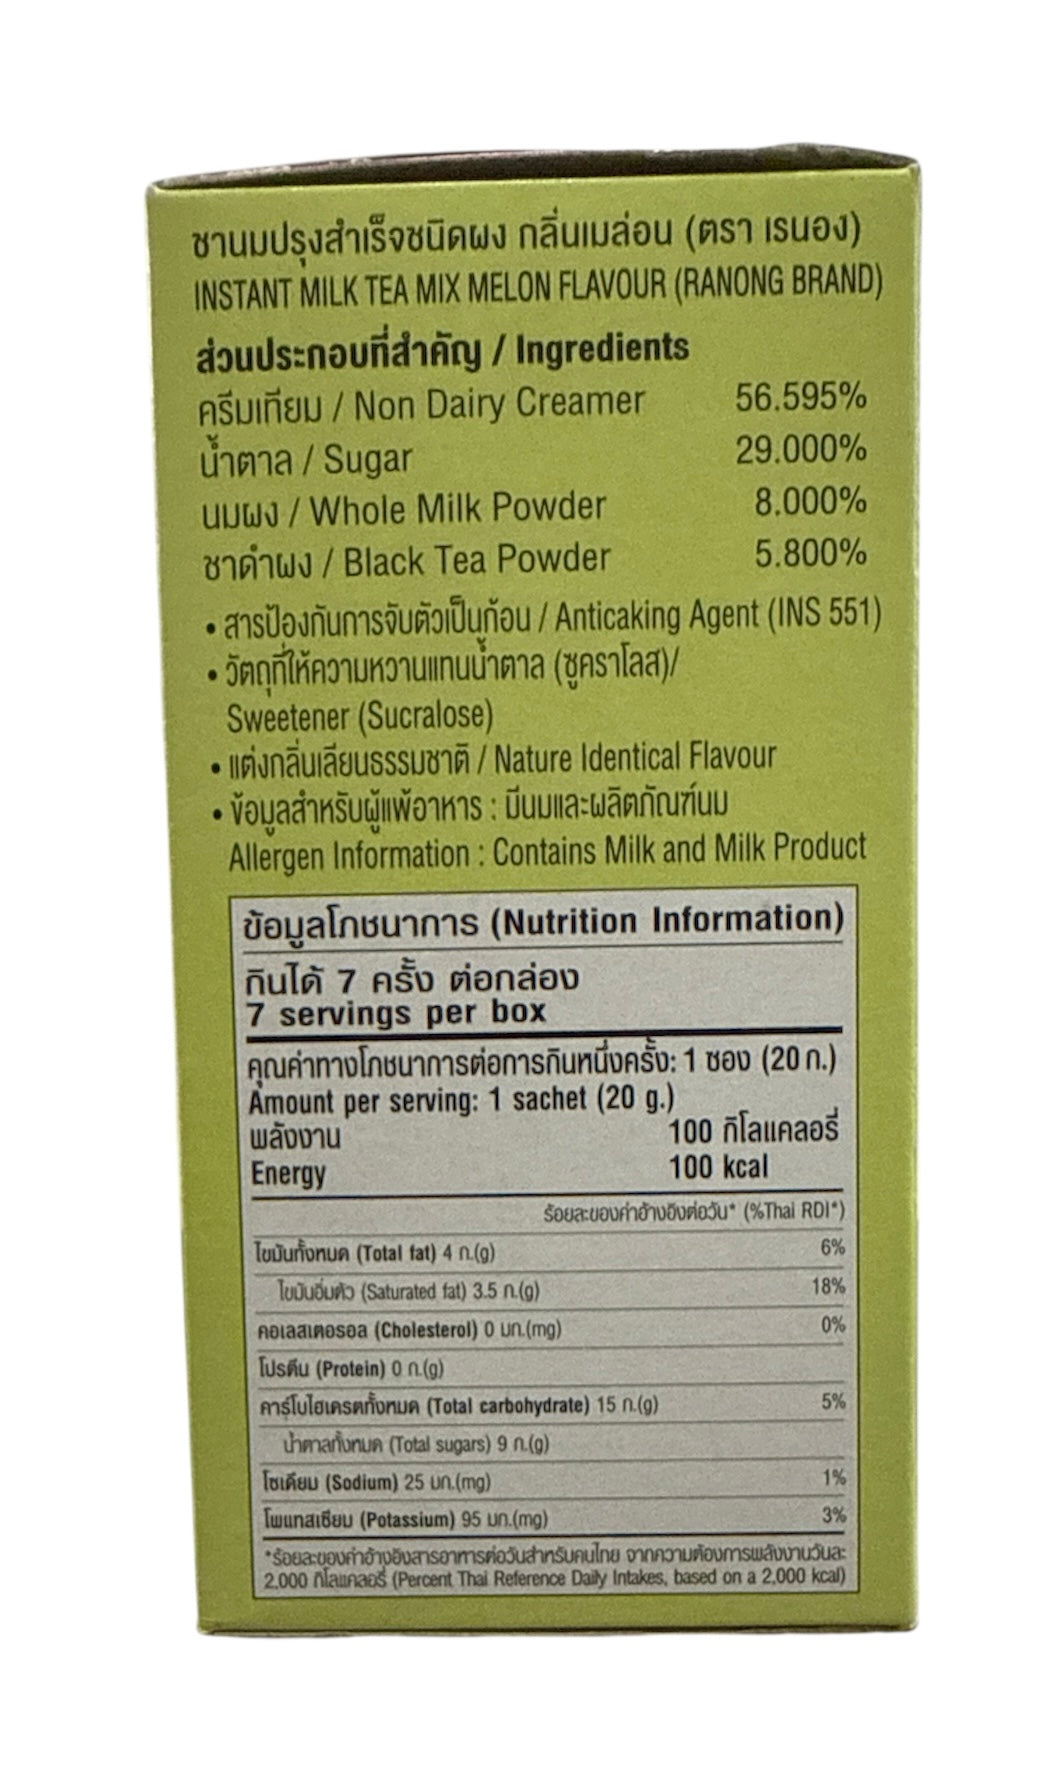 ชานมปรุงสำเร็จชนิดผง กลิ่นเมล่อน (ตรา เรนอง)
INSTANT MILK TEA MIX MELON FLAVOUR (RANONG BRAND)
ส่วนประกอบที่สำคัญ / Ingredients
ครีมเทียม / Non Dairy Creamer 56.595%
น้ำตาล / Sugar 29.000%
นมผง / Whole Milk Powder 8.000%
ชาดำผง / Black Tea Powder 5.800%
• สารป้องกันการจับตัวเป็นก้อน / Anticaking Agent (INS 551)
• วัตถุที่ให้ความหวานแทนน้ำตาล (ซูคราโลส)/
Sweetener (Sucralose)
• แต่งกลิ่นเลียนธรรมชาติ / Nature Identical Flavour
• ข้อมูลสำหรับผู้แพ้อาหาร : มีนมและผลิตภัณฑ์นม
Allergen Information : Contains Milk and Milk Product
ข้อมูลโภชนาการ (Nutrition Information)
กินได้ 7 ครั้ง ต่อกล่อง
7 servings per box
คุณค่าทางโภชนาการต่อการกินหนึ่งครั้ง: 1 ซอง (20 ก.)
Amount per serving: 1 sachet (20 g.)
พลังงาน 100 กิโลแคลอรี่
Energy 100 kcal
ร้อยละของค่าอ้างอิงต่อวัน* (%Thai RDI*)
ไขมันทั้งหมด (Total fat) 4 ก.(g) 6%
ไขมันอิ่มตัว (Saturated fat) 3.5 ก.(g) 18%
คอเลสเตอรอล (Cholesterol) 0 มก.(mg) 0%
โปรตีน (Protein) 0 ก.(g)
คาร์โบไฮเดรตทั้งหมด (Total carbohydrate) 15 ก.(g) 5%
น้ำตาลทั้งหมด (Total sugars) 9 ก.(g)
โซเดียม (Sodium) 25 มก.(mg) 1%
โพแทสเซียม (Potassium) 95 มก.(mg) 3%
*ร้อยละของค่าอ้างอิงสารอาหารต่อวันสำหรับคนไทย จากความต้องการพลังงานวันละ
2,000 กิโลแคลอรี่ (Percent Thai Reference Daily Intakes, based on a 2,000 kcal)